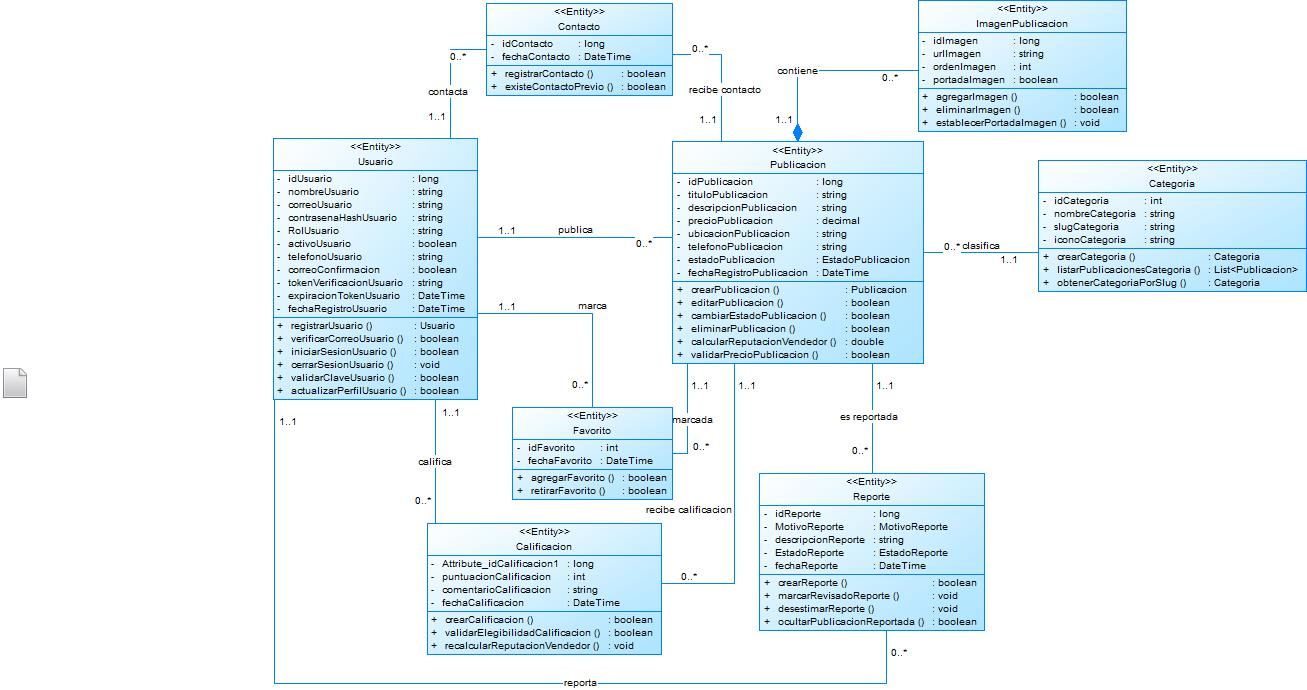 <<Entity>>
Contacto
- idContacto : long
- fechaContacto : DateTime
+ registrarContacto () : boolean
+ existeContactoPrevio () : boolean
0..*
contacta
1..1
0..*
recibe contacto
1..1
<<Entity>>
ImagenPublicacion
- idImagen : long
- urlImagen : string
- ordenImagen : int
- portadaImagen : boolean
+ agregarImagen () : boolean
+ eliminarImagen () : boolean
+ establecerPortadaImagen () : void
contiene
0..*
1..1
<<Entity>>
Usuario
- idUsuario : long
- nombreUsuario : string
- correoUsuario : string
- contrasenaHashUsuario : string
- RolUsuario : string
- activoUsuario : boolean
- telefonoUsuario : string
- correoConfirmacion : boolean
- tokenVerificacionUsuario : string
- expiracionTokenUsuario : DateTime
- fechaRegistroUsuario : DateTime
+ registrarUsuario () : Usuario
+ verificarCorreoUsuario () : boolean
+ iniciarSesionUsuario () : boolean
+ cerrarSesionUsuario () : void
+ validarClaveUsuario () : boolean
+ actualizarPerfilUsuario () : boolean
1..1
publica
0..*
<<Entity>>
Publicacion
- idPublicacion : long
- tituloPublicacion : string
- descripcionPublicacion : string
- precioPublicacion : decimal
- ubicacionPublicacion : string
- telefonoPublicacion : string
- estadoPublicacion : EstadoPublicacion
- fechaRegistroPublicacion : DateTime
+ crearPublicacion () : Publicacion
+ editarPublicacion () : boolean
+ cambiarEstadoPublicacion () : boolean
+ eliminarPublicacion () : boolean
+ calcularReputacionVendedor () : double
+ validarPrecioPublicacion () : boolean
0..*
clasifica
1..1
<<Entity>>
Categoria
- idCategoria : int
- nombreCategoria : string
- slugCategoria : string
- iconoCategoria : string
+ crearCategoria () : Categoria
+ listarPublicacionesCategoria () : List<Publicacion>
+ obtenerCategoriaPorSlug () : Categoria
1..1
marca
0..*
<<Entity>>
Favorito
- idFavorito : int
- fechaFavorito : DateTime
+ agregarFavorito () : boolean
+ retirarFavorito () : boolean
1..1
marcada
0..*
1..1
recibe calificacion
0..*
1..1
es reportada
0..*
1..1
1..1
califica
0..*
<<Entity>>
Calificacion
- Attribute_idCalificacion1 : long
- puntuacionCalificacion : int
- comentarioCalificacion : string
- fechaCalificacion : DateTime
+ crearCalificacion () : boolean
+ validarElegibilidadCalificacion () : boolean
+ recalcularReputacionVendedor () : void
<<Entity>>
Reporte
- idReporte : long
- MotivoReporte : MotivoReporte
- descripcionReporte : string
- EstadoReporte : EstadoReporte
- fechaReporte : DateTime
+ crearReporte () : boolean
+ marcarRevisadoReporte () : void
+ desestimarReporte () : void
+ ocultarPublicacionReportada () : boolean
0..*
reporta